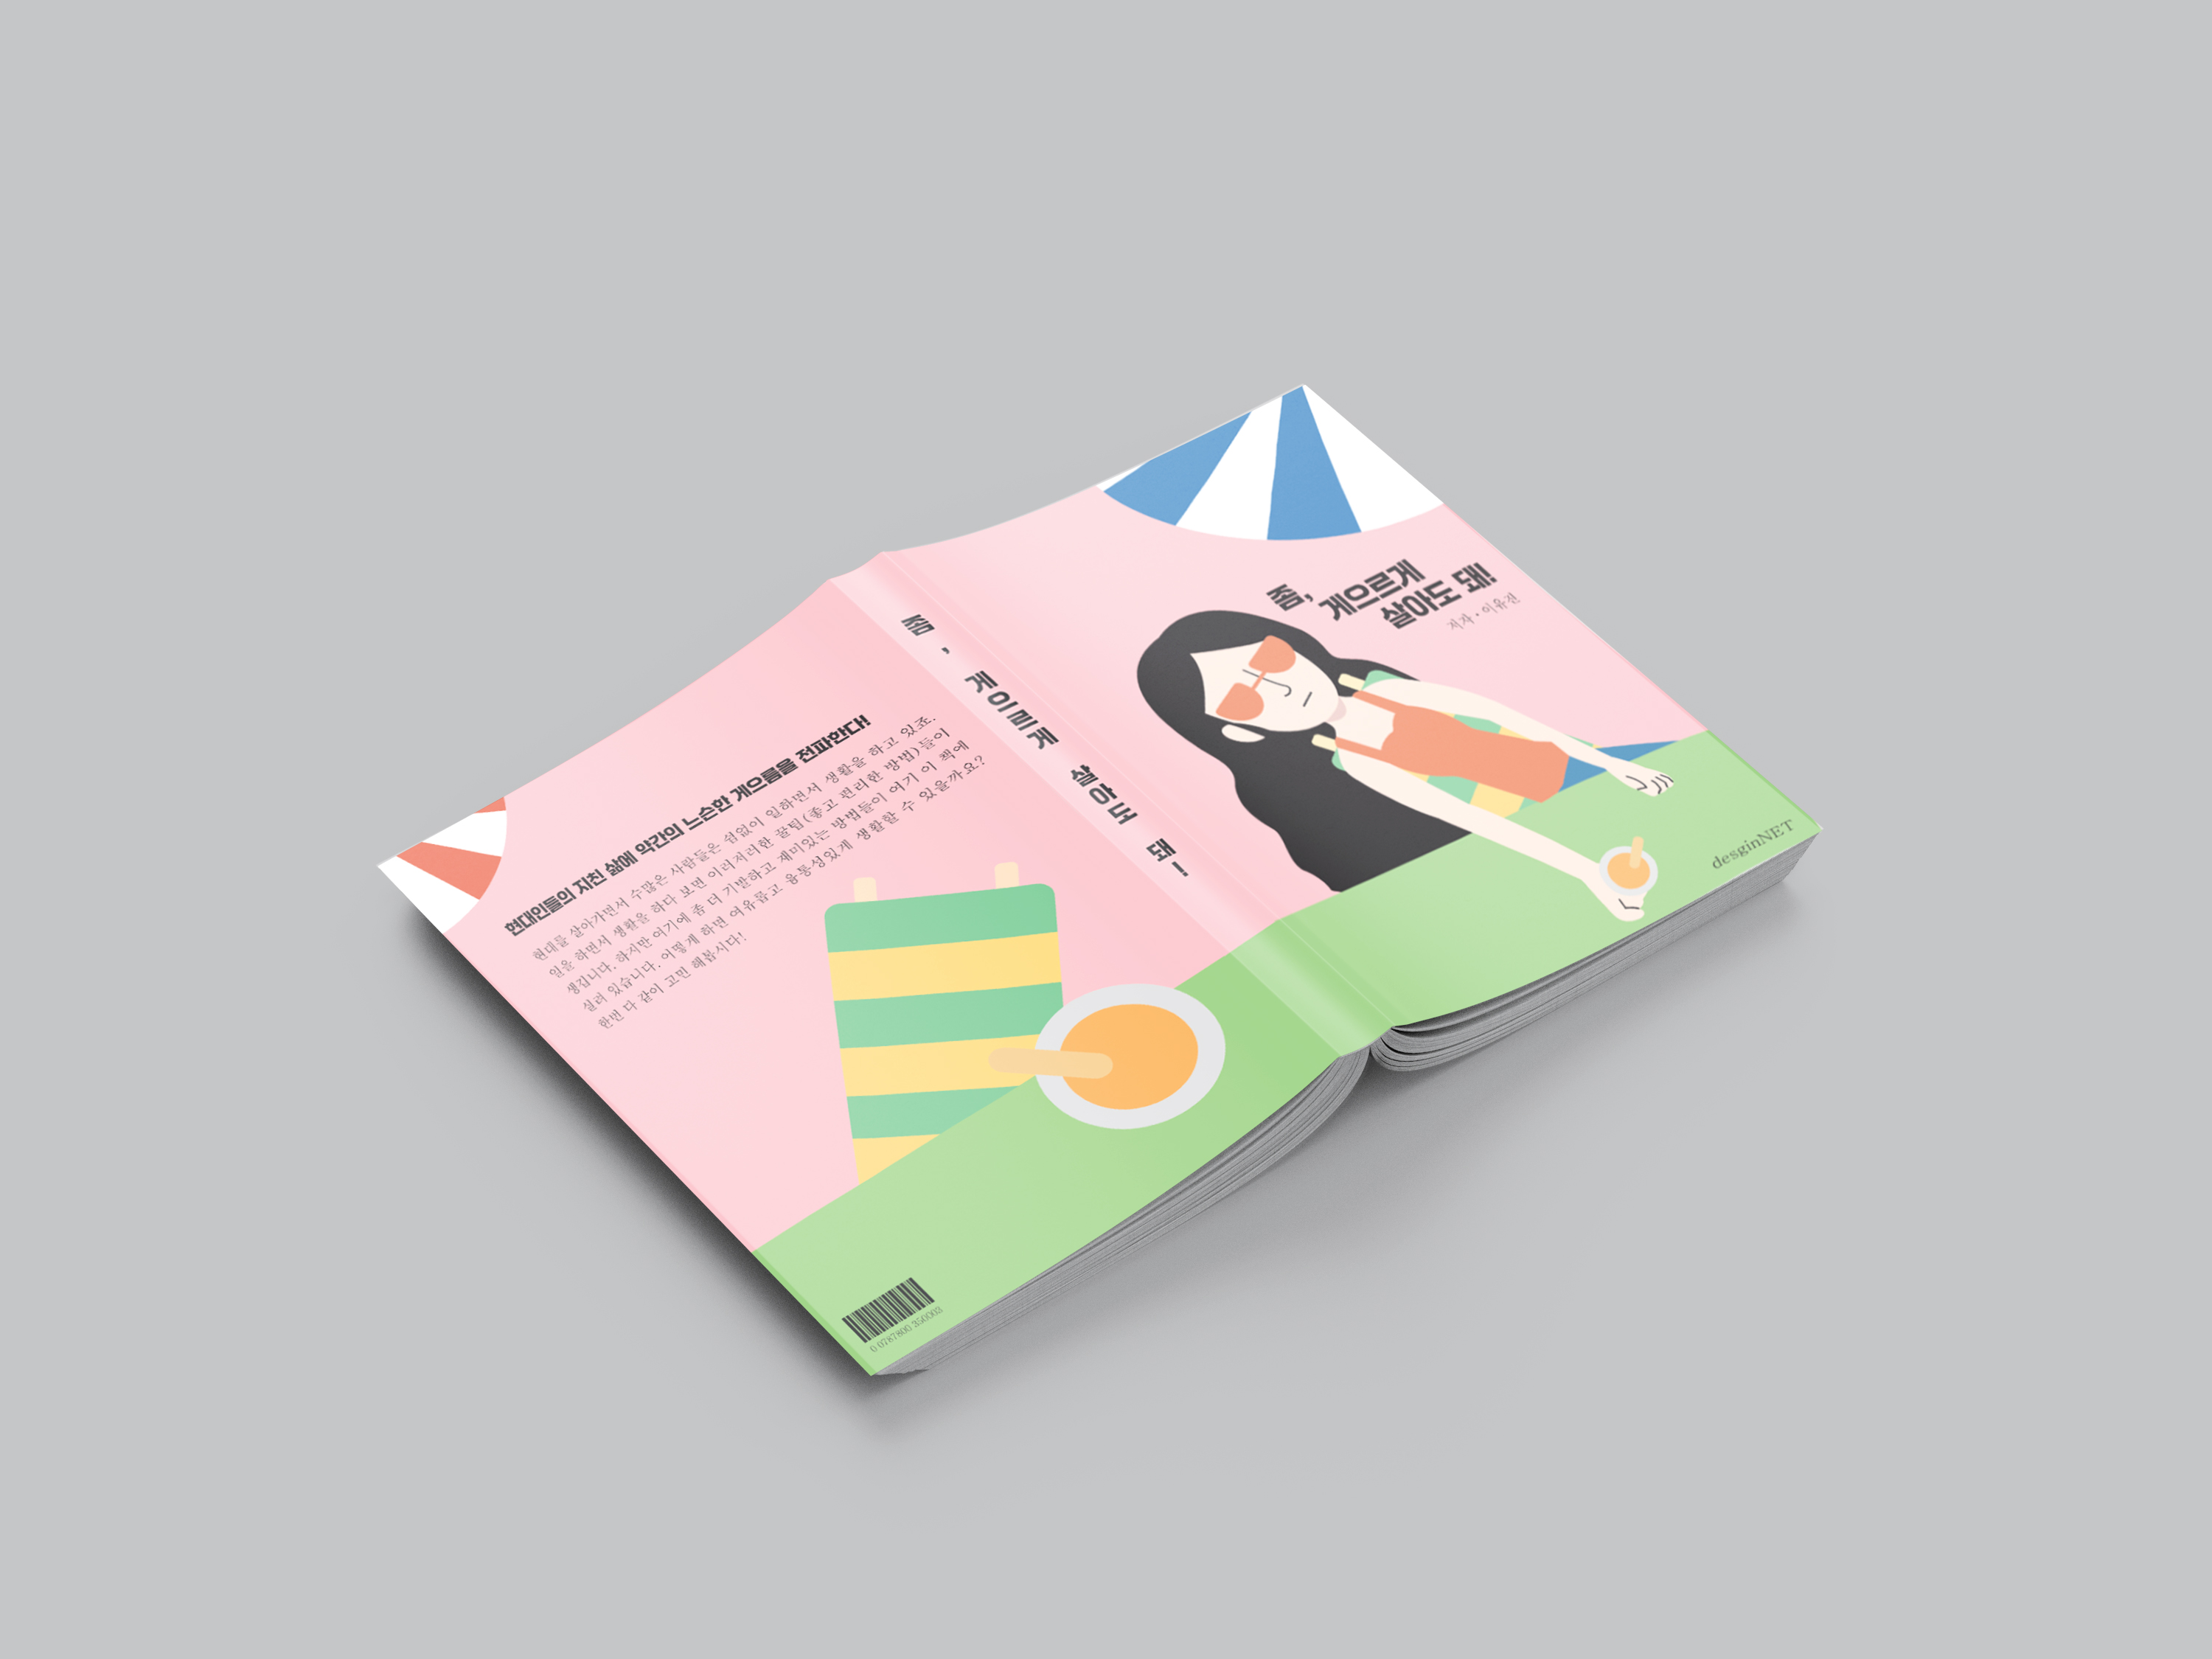 좀,
게으르게
살아도 돼!
저자 • 이유진
desginNET
좀, 게으르게 살아도 돼!
현대인들의 지친 삶에 약간의 느슨한 게으름을 전파한다!
현대를 살아가면서 수많은 사람들은 쉼없이 일하면서 생활을 하고 있죠.
일을 하면서 생활을 하다 보면 이러저러한 꿀팁(좋고 편리한 방법)들이
생깁니다. 하지만 여기에 좀 더 기발하고 재미있는 방법들이 여기 이 책에
실려 있습니다. 어떻게 하면 여유롭고 융통성있게 생활할 수 있을까요?
한번 다 같이 고민 해봅시다!
0 0787800 350003